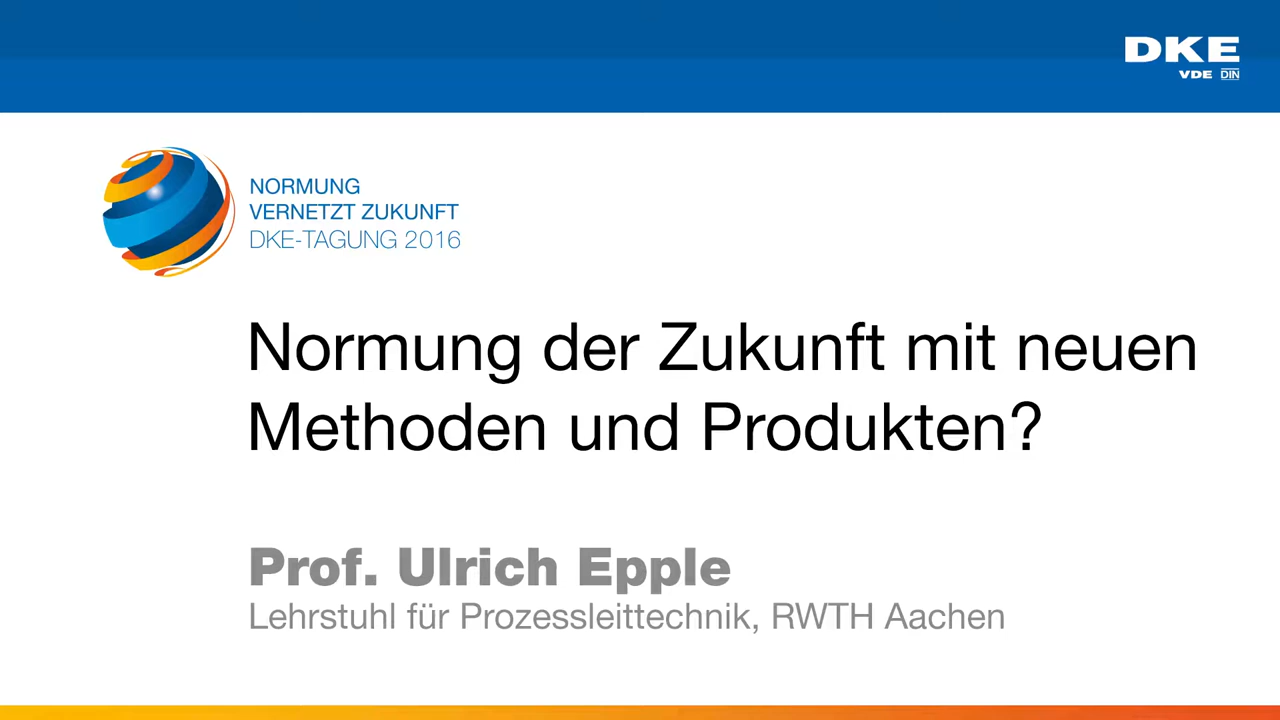 DKE
VDE DIN
NORMUNG
VERNETZT ZUKUNFT
DKE-TAGUNG 2016
Normung der Zukunft mit neuen
Methoden und Produkten?
Prof. Ulrich Epple
Lehrstuhl für Prozessleittechnik, RWTH Aachen